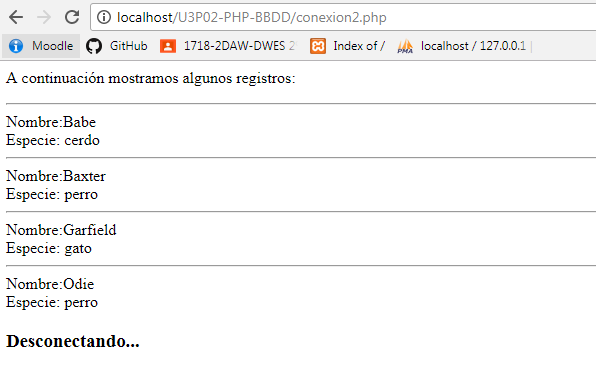 localhost/U3P02-PHP-BBDD/conexion2.php
Moodle GitHub 1718-2DAW-DWES Index of / localhost / 127.0.0.1 |
A continuación mostramos algunos registros:
Nombre:Babe
Especie: cerdo
Nombre:Baxter
Especie: perro
Nombre:Garfield
Especie: gato
Nombre:Odie
Especie: perro
Desconectando...